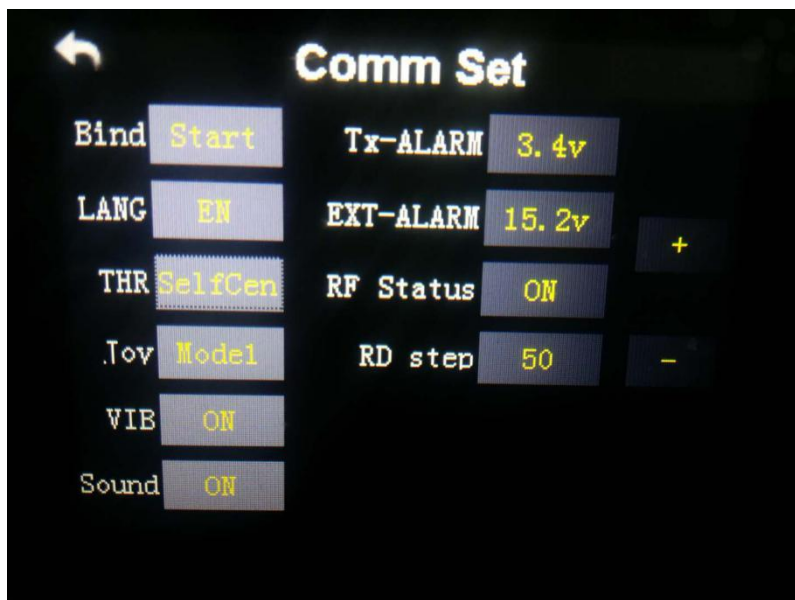 Comm Set
Bind Start Tx-ALARM 3.4v
LANG EN EXT-ALARM 15.2v
+
THR SelfCen RF Status ON
Joy Mode1 RD step 50 -
VIB ON
Sound ON